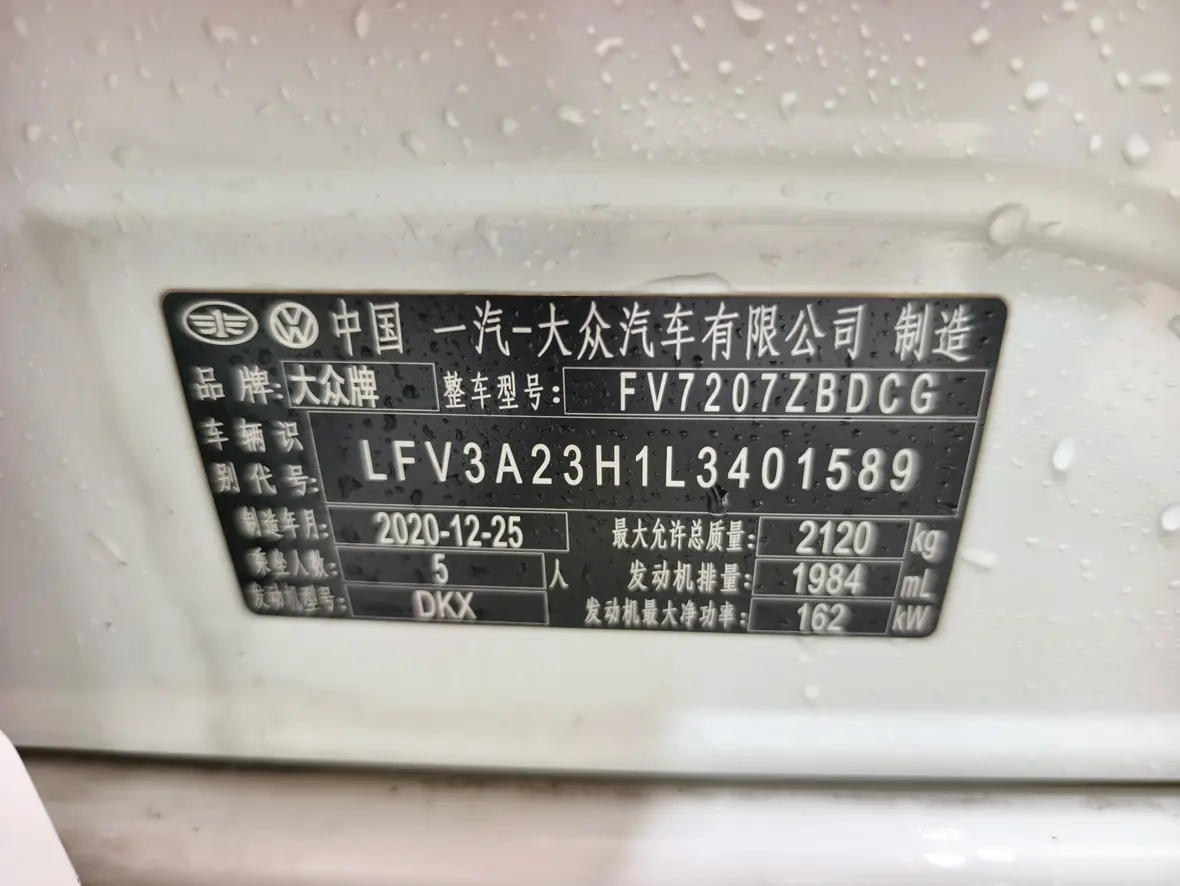 中国 一汽-大众汽车有限公司 制造
品牌: 大众牌 整车型号: FV7207ZBDCG
车辆识别代号: LFV3A23H1L3401589
制造年月: 2020-12-25 最大允许总质量: 2120 kg
乘坐人数: 5 人 发动机排量: 1984 mL
发动机型号: DKX 发动机最大净功率: 162 kW